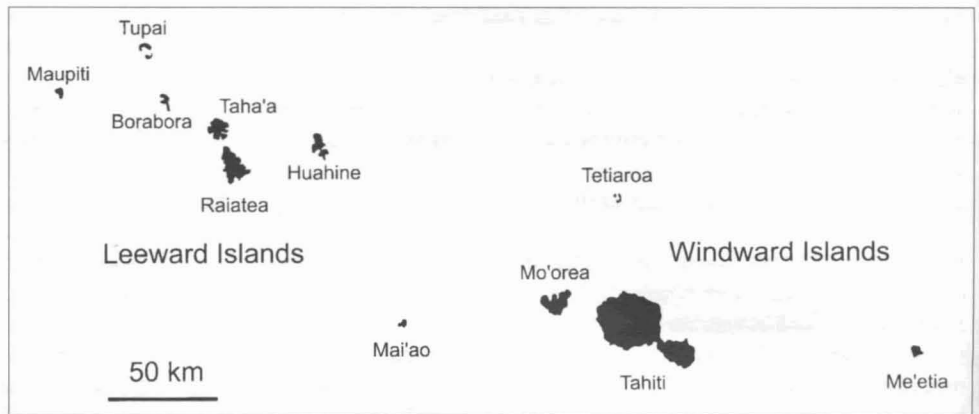 Tupai
Maupiti
Borabora
Taha'a
Huahine
Raiatea
Tetiaroa
Leeward Islands
Windward Islands
Mo'orea
Mai'ao
Tahiti
Me'etia
50 km